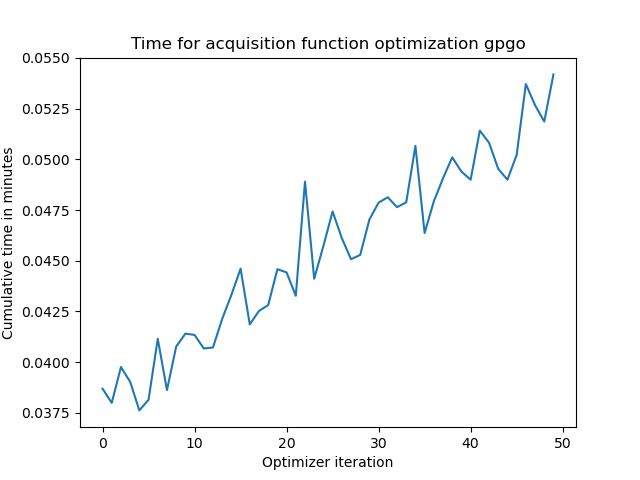 Time for acquisition function optimization gpgo
Cumulative time in minutes
0.0550
0.0525
0.0500
0.0475
0.0450
0.0425
0.0400
0.0375
0 10 20 30 40 50
Optimizer iteration